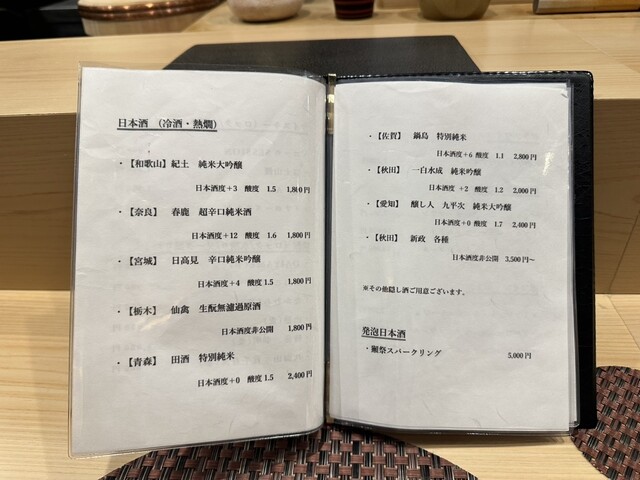 日本酒 (冷酒・熱燗)
・【和歌山】紀土 純米大吟醸
日本酒度+3 酸度 1.5 1,800円
・【奈良】 春鹿 超辛口純米酒
日本酒度+12 酸度 1.6 1,800円
・【宮城】 日高見 辛口純米吟醸
日本酒度+4 酸度 1.5 1,800円
・【栃木】 仙禽 生酛無濾過原酒
日本酒度非公開 1,800円
・【青森】 田酒 特別純米
日本酒度+0 酸度 1.5 2,400円
・【佐賀】 鍋島 特別純米
日本酒度+6 酸度 1.1 2,800円
・【秋田】 一白水成 純米吟醸
日本酒度 +2 酸度 1.2 2,000円
・【愛知】 醸し人 九平次 純米大吟醸
日本酒度+0 酸度 1.7 2,400円
・【秋田】 新政 各種
日本酒度非公開 3,500円~
※その他隠し酒ご用意ございます。
発泡日本酒
・獺祭スパークリング 5,000円